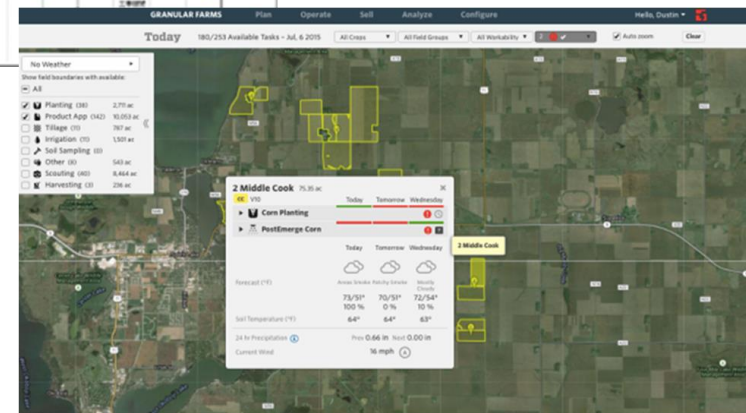 GRANULAR FARMS Plan Operate Sell Analyze Configure Hello, Dustin
Today 180/253 Available Tasks - Jul, 6 2015 All Crops All Field Groups All Workability 2 Auto zoom Clear
No Weather
Show field boundaries with available:
All
Planting (38) 2,711 ac
Product App (142) 10,053 ac
Tillage (11) 787 ac
Irrigation (11) 1,501 ac
Soil Sampling (0)
Other (8) 543 ac
Scouting (40) 8,464 ac
Harvesting (3) 236 ac
2 Middle Cook 75.35 ac
V10 Today Tomorrow Wednesday
Corn Planting
PostEmerge Corn
2 Middle Cook
Today Tomorrow Wednesday
Forecast (°F) Areas Smoke Patchy Smoke Mostly Cloudy
73/51° 70/51° 72/54°
100 % 0 % 10 %
Soil Temperature (°F) 64° 64° 63°
24 hr Precipitation Prev 0.66 in Next 0.00 in
Current Wind 16 mph